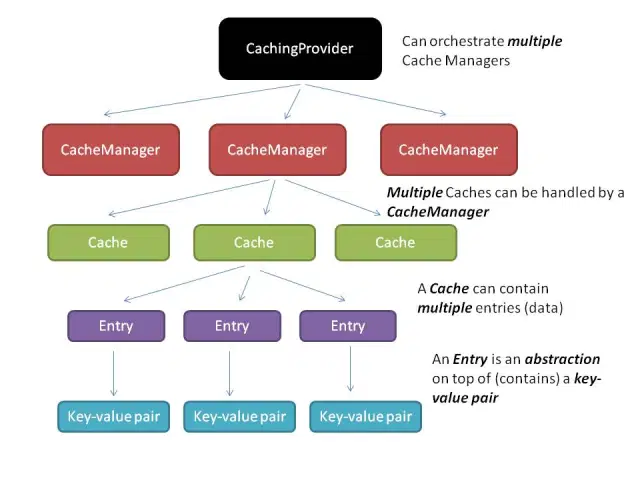 CachingProvider
Can orchestrate multiple
Cache Managers
CacheManager
CacheManager
CacheManager
Multiple Caches can be handled by a
CacheManager
Cache
Cache
Cache
A Cache can contain
multiple entries (data)
Entry
Entry
Entry
An Entry is an abstraction
on top of (contains) a key-
value pair
Key-value pair
Key-value pair
Key-value pair